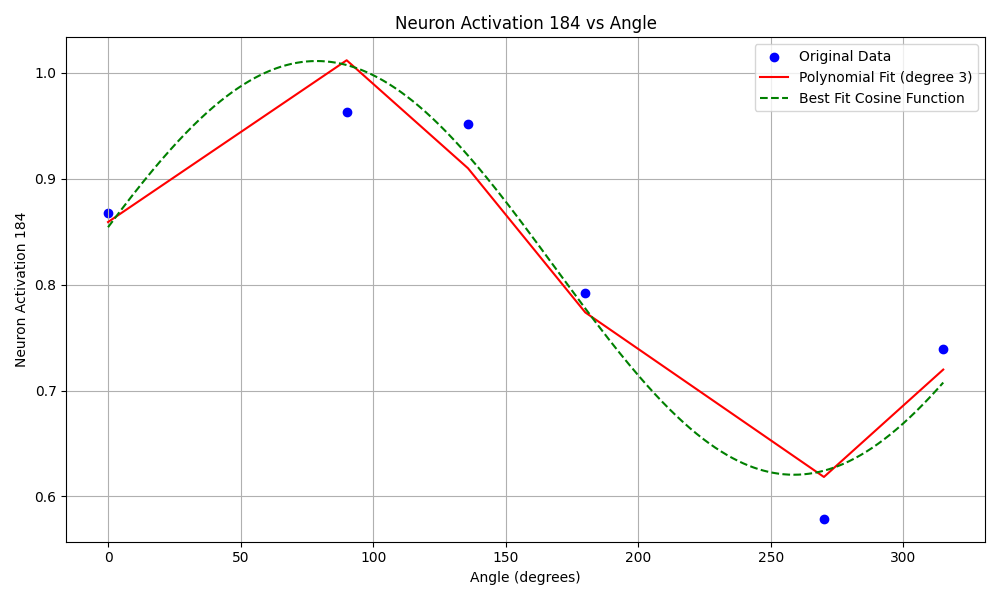 Neuron Activation 184 vs Angle
Original Data
Polynomial Fit (degree 3)
Best Fit Cosine Function
Neuron Activation 184
1.0
0.9
0.8
0.7
0.6
0 50 100 150 200 250 300
Angle (degrees)